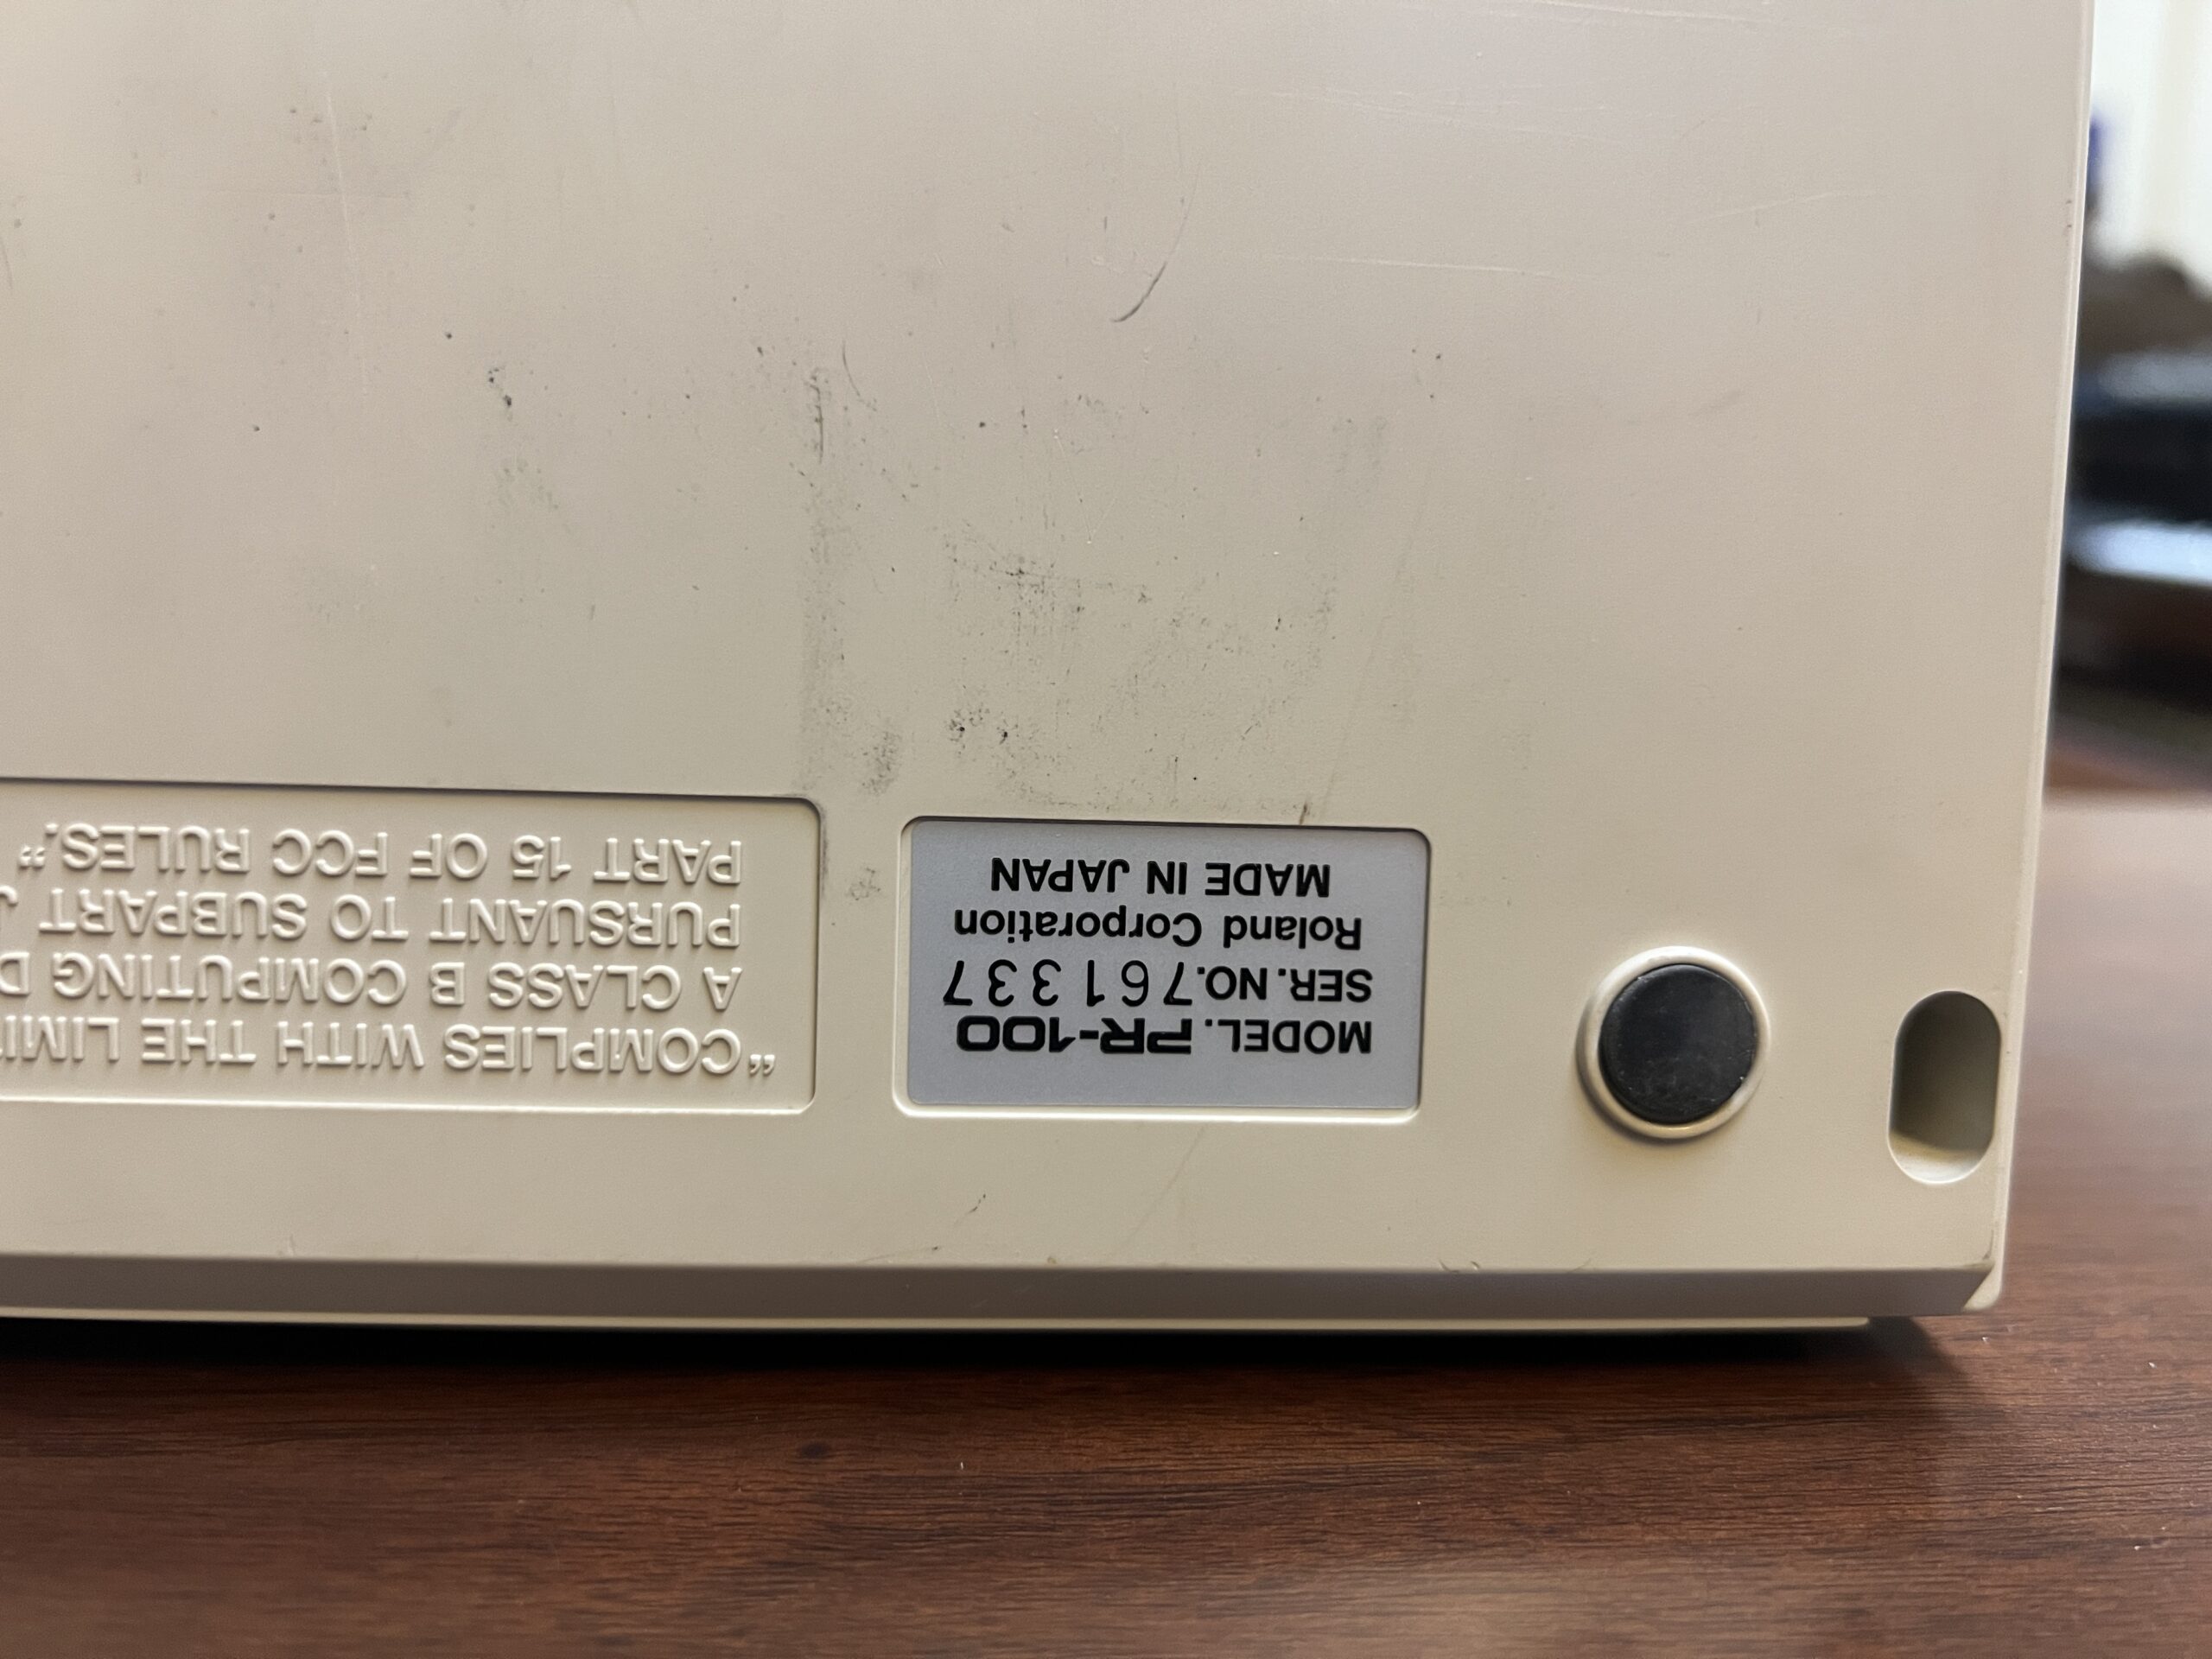 MODEL. PR-100
SER. NO. 761337
Roland Corporation
MADE IN JAPAN
“COMPLIES WITH THE
A CLASS B COMPUTING
PURSUANT TO SUBPART J
PART 15 OF FCC RULES.”